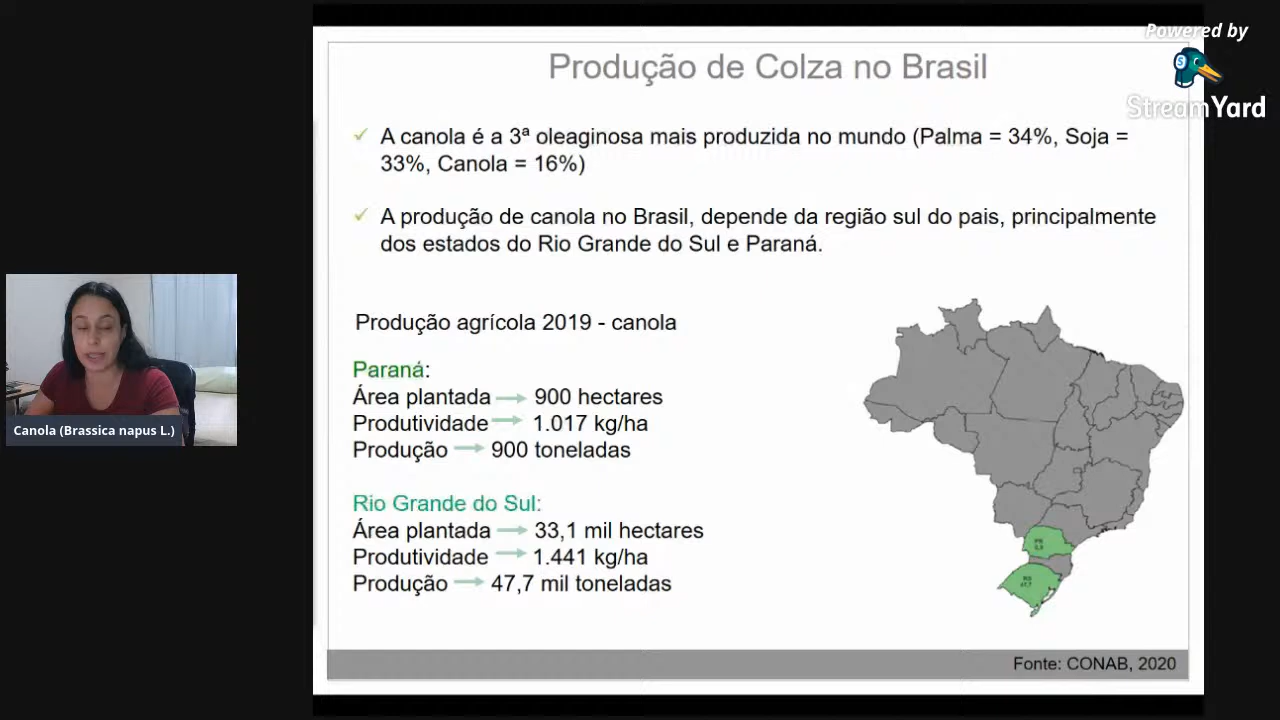 Powered by
StreamYard
Produção de Colza no Brasil
A canola é a 3ª oleaginosa mais produzida no mundo (Palma = 34%, Soja =
33%, Canola = 16%)
A produção de canola no Brasil, depende da região sul do pais, principalmente
dos estados do Rio Grande do Sul e Paraná.
Produção agrícola 2019 - canola
Paraná:
Área plantada → 900 hectares
Produtividade → 1.017 kg/ha
Produção → 900 toneladas
Rio Grande do Sul:
Área plantada → 33,1 mil hectares
Produtividade → 1.441 kg/ha
Produção → 47,7 mil toneladas
Canola (Brassica napus L.)
Fonte: CONAB, 2020